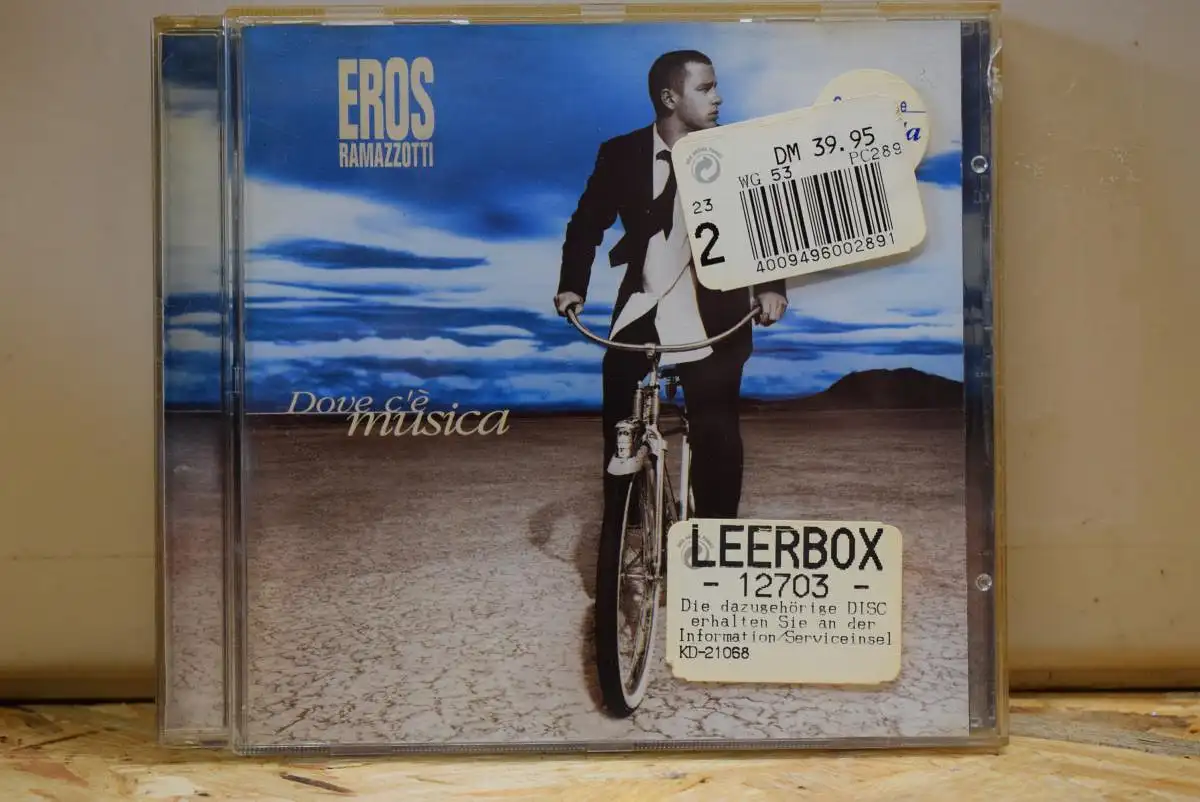 EROS
RAMAZZOTTI
DM 39.95
WG 53 PC289
23
2
4009496002891
Dove c'è
musica
LEERBOX
- 12703 -
Die dazugehörige DISC
erhalten Sie an der
Information/Serviceinsel
KD-21068